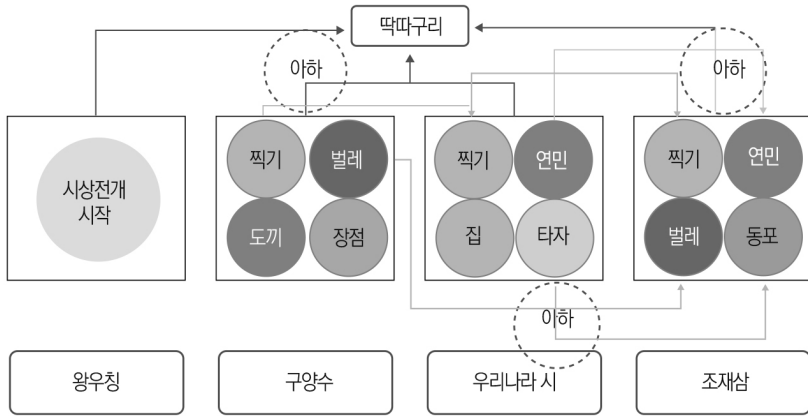 딱따구리
아하
아하
시상전개
시작
찍기
벌레
도끼
장점
찍기
연민
집
타자
찍기
연민
벌레
동포
아하
왕우칭
구양수
우리나라 시
조재삼